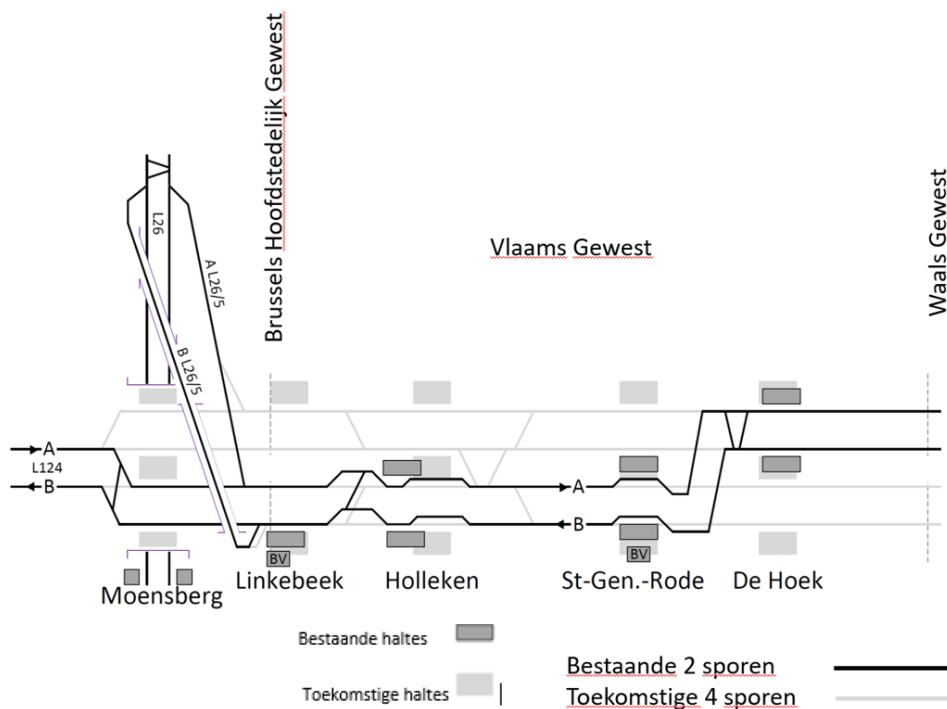 Brussels Hoofdstedelijk Gewest
Vlaams Gewest
Waals Gewest
L26
A L26/5
B L26/5
A
L124
B
A
B
BV
BV
Moensberg
Linkebeek
Holleken
St-Gen.-Rode
De Hoek
Bestaande haltes
Toekomstige haltes
Bestaande 2 sporen
Toekomstige 4 sporen